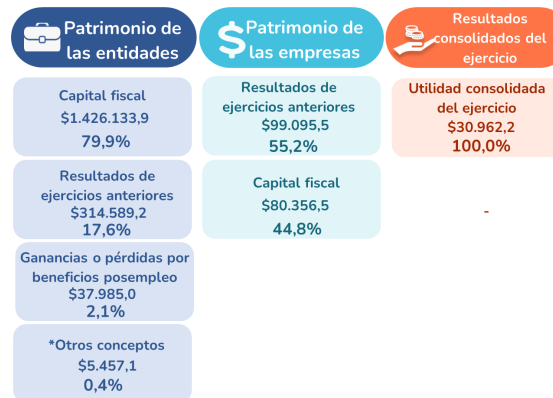 Patrimonio de
las entidades
Capital fiscal
$1.426.133,9
79,9%
Resultados de
ejercicios anteriores
$314.589,2
17,6%
Ganancias o pérdidas por
beneficios posempleo
$37.985,0
2,1%
*Otros conceptos
$5.457,1
0,4%
$
Patrimonio de
las empresas
Resultados de
ejercicios anteriores
$99.095,5
55,2%
Capital fiscal
$80.356,5
44,8%
Resultados
consolidados del
ejercicio
Utilidad consolidada
del ejercicio
$30.962,2
100,0%
-